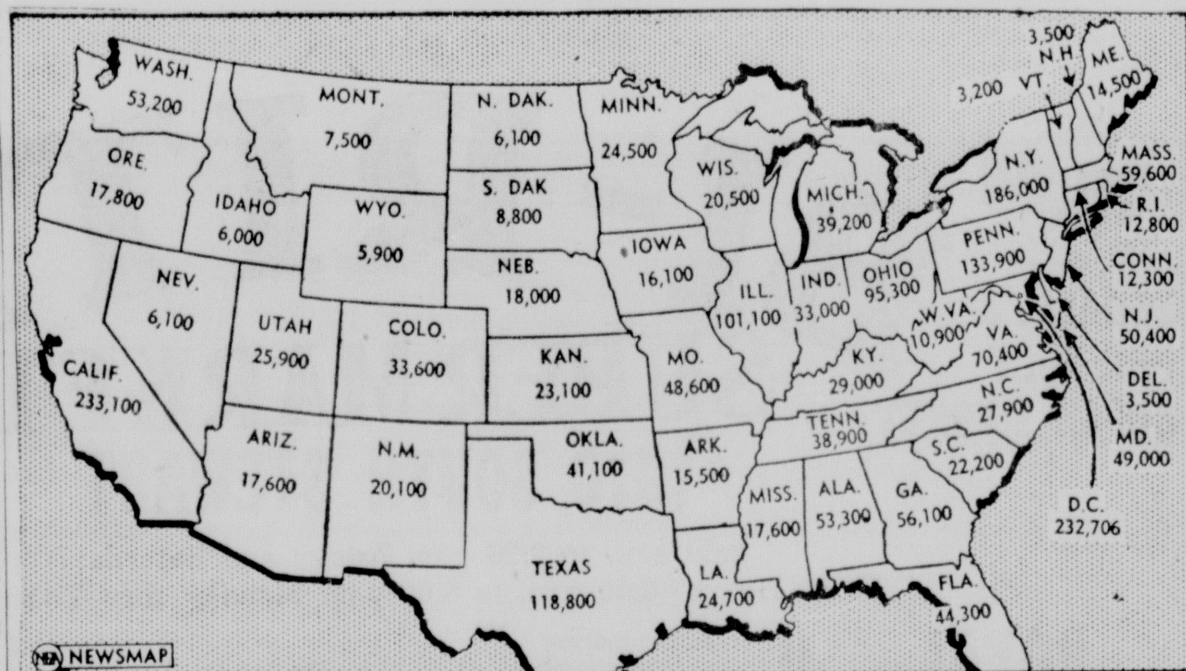 3,500
N.H.
ME.
14,500
3,200 VT.
WASH.
53,200
MONT.
7,500
N. DAK.
6,100
MINN.
24,500
ORE.
17,800
IDAHO
6,000
WYO.
5,900
S. DAK
8,800
WIS.
20,500
MICH.
39,200
N.Y.
186,000
MASS.
59,600
R.I.
12,800
CONN.
12,300
N.J.
50,400
DEL.
3,500
MD.
49,000
D.C.
232,706
NEV.
6,100
UTAH
25,900
COLO.
33,600
NEB.
18,000
IOWA
16,100
ILL.
101,100
IND.
33,000
OHIO
95,300
PENN.
133,900
W.VA.
10,900
VA.
70,400
CALIF.
233,100
KAN.
23,100
MO.
48,600
KY.
29,000
N.C.
27,900
TENN.
38,900
S.C.
22,200
ARIZ.
17,600
N.M.
20,100
OKLA.
41,100
ARK.
15,500
MISS.
17,600
ALA.
53,300
GA.
56,100
TEXAS
118,800
LA.
24,700
FLA.
44,300
NEA NEWSMAP